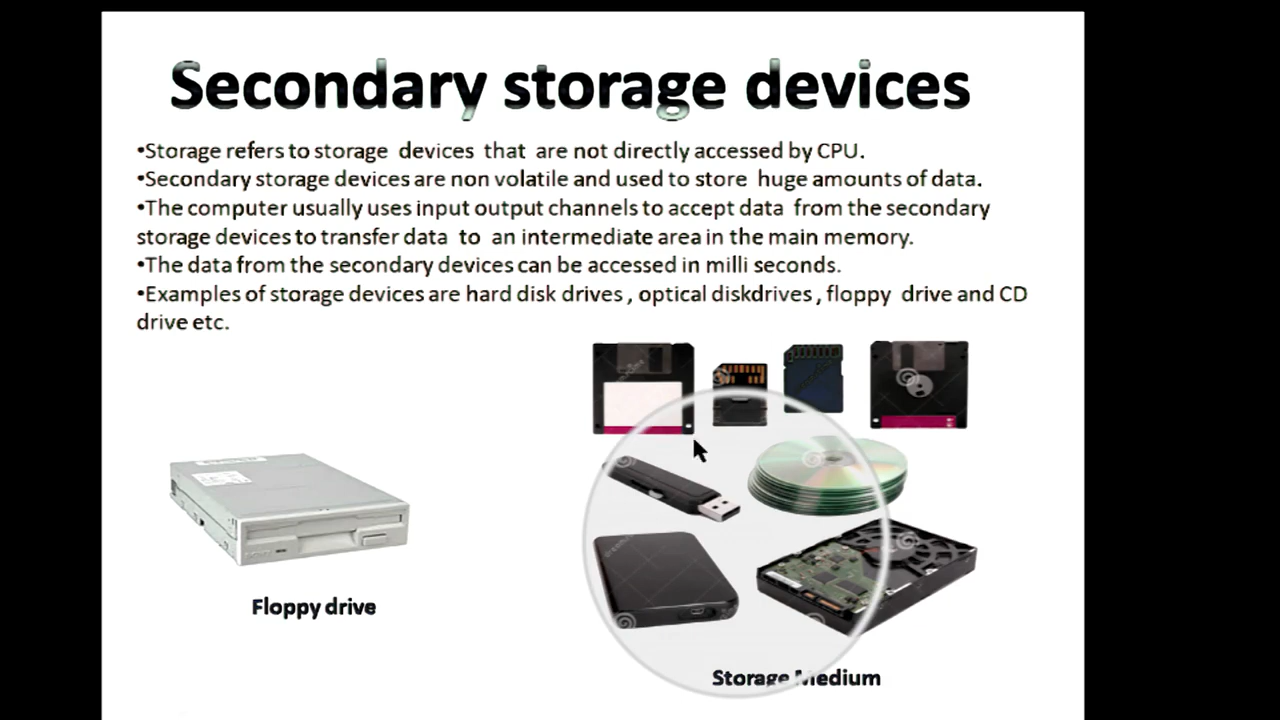 Secondary storage devices
•Storage refers to storage devices that are not directly accessed by CPU.
•Secondary storage devices are non volatile and used to store huge amounts of data.
•The computer usually uses input output channels to accept data from the secondary
storage devices to transfer data to an intermediate area in the main memory.
•The data from the secondary devices can be accessed in milli seconds.
•Examples of storage devices are hard disk drives , optical diskdrives , floppy drive and CD
drive etc.
Floppy drive
Storage Medium